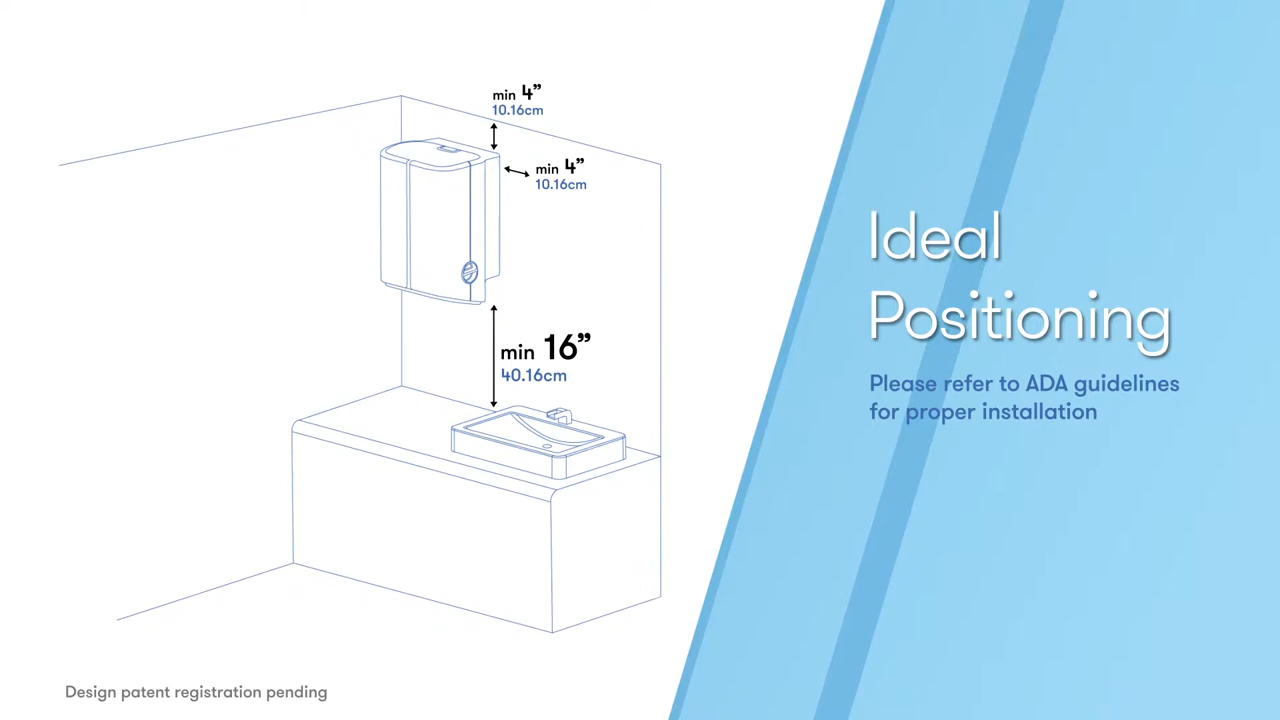 min 4”
10.16cm
min 4”
10.16cm
min 16”
40.16cm
Ideal
Positioning
Please refer to ADA guidelines
for proper installation
Design patent registration pending